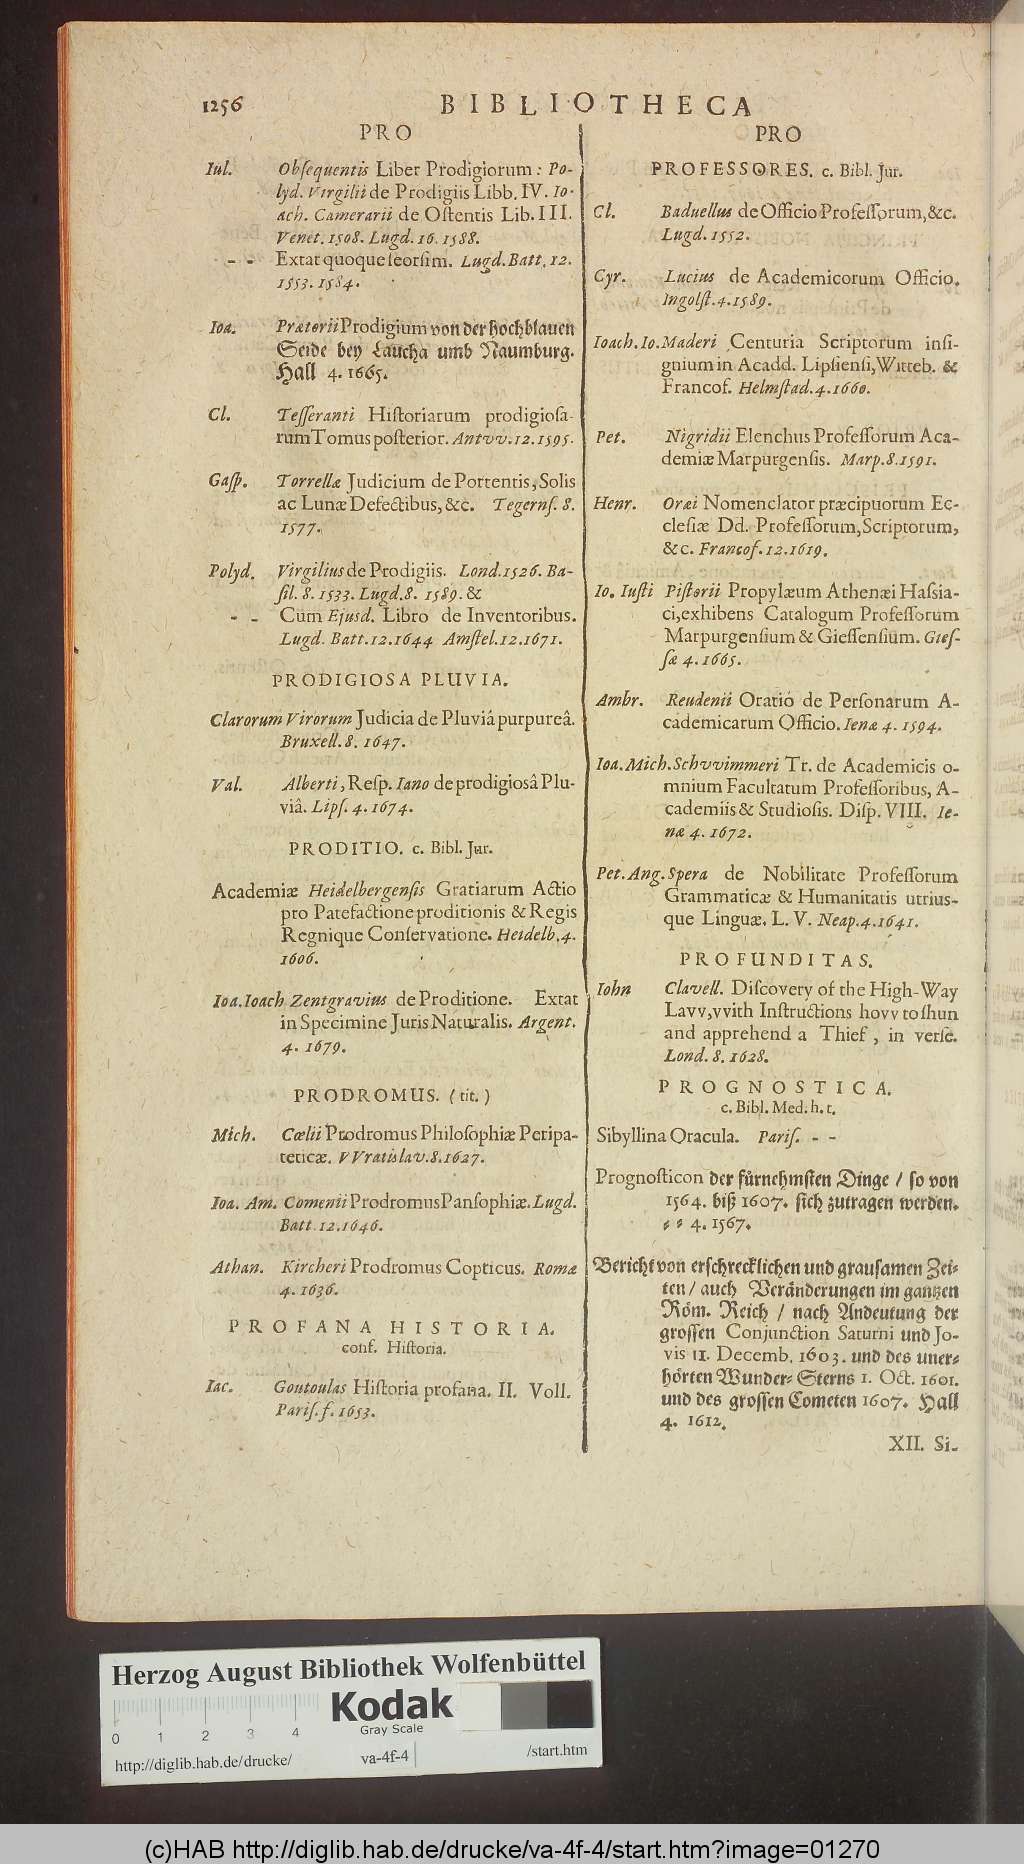 1256 BIBLIOTHECA
PRO
Iul. Obſequentis Liber Prodigiorum: Po-
lyd. Virgilii de Prodigiis Libb. IV. Io-
ach. Camerarii de Oſtentis Lib. III.
Venet. 1508. Lugd. 16. 1588.
- - Extat quoque ſeorſim. Lugd. Batt. 12.
1553. 1584.
Ioa. Prætorii Prodigium von der hochblauen
Seide bey Laucha umb Naumburg.
Hall 4. 1665.
Cl. Teſſeranti Hiſtoriarum prodigioſa-
rum Tomus poſterior. Antvv. 12. 1595.
Gaſp. Torrellæ Judicium de Portentis, Solis
ac Lunæ Defectibus, &c. Tegernſ. 8.
1577.
Polyd. Virgilius de Prodigiis. Lond. 1526. Ba-
ſil. 8. 1533. Lugd. 8. 1589. &
- - Cum Ejusd. Libro de Inventoribus.
Lugd. Batt. 12. 1644 Amſtel. 12. 1671.
PRODIGIOSA PLUVIA.
Clarorum Virorum Judicia de Pluviâ purpureâ.
Bruxell. 8. 1647.
Val. Alberti, Reſp. Iano de prodigioſâ Plu-
viâ. Lipſ. 4. 1674.
PRODITIO. c. Bibl. Jur.
Academiæ Heidelbergenſis Gratiarum Actio
pro Patefactione proditionis & Regis
Regnique Conſervatione. Heidelb. 4.
1606.
Ioa. Ioach Zentgravius de Proditione. Extat
in Specimine Juris Naturalis. Argent.
4. 1679.
PRODROMUS. (tit.)
Mich. Cœlii Prodromus Philoſophiæ Peripa-
teticæ. VVratislav. 8. 1627.
Ioa. Am. Comenii Prodromus Panſophiæ. Lugd.
Batt. 12. 1646.
Athan. Kircheri Prodromus Copticus. Romæ
4. 1636.
PROFANA HISTORIA.
conf. Hiſtoria.
Iac. Goutoulas Hiſtoria profana. II. Voll.
Pariſ. f. 1653.
PRO
PROFESSORES. c. Bibl. Jur.
Cl. Baduellus de Officio Profeſſorum, &c.
Lugd. 1552.
Cyr. Lucius de Academicorum Officio.
Ingolſt. 4. 1589.
Ioach. Io. Maderi Centuria Scriptorum inſi-
gnium in Acadd. Lipſienſi, Witteb. &
Francof. Helmſtad. 4. 1660.
Pet. Nigridii Elenchus Profeſſorum Aca-
demiæ Marpurgenſis. Marp. 8. 1591.
Henr. Oræi Nomenclator præcipuorum Ec-
cleſiæ Dd. Profeſſorum, Scriptorum,
&c. Francof. 12. 1619.
Io. Iuſti Piſtorii Propylæum Athenæi Haſſia-
ci, exhibens Catalogum Profeſſorum
Marpurgenſium & Gieſſenſium. Gieſ-
ſæ 4. 1665.
Ambr. Reudenii Oratio de Perſonarum A-
cademicarum Officio. Ienæ 4. 1594.
Ioa. Mich. Schvvimmeri Tr. de Academicis o-
mnium Facultatum Profeſſoribus, A-
cademiis & Studioſis. Diſp. VIII. Ie-
næ 4. 1672.
Pet. Ang. Spera de Nobilitate Profeſſorum
Grammaticæ & Humanitatis utrius-
que Linguæ. L. V. Neap. 4. 1641.
PROFUNDITAS.
Iohn Clavell. Diſcovery of the High-Way
Lavv, vvith Inſtructions hovv to ſhun
and apprehend a Thief, in verſe.
Lond. 8. 1628.
PROGNOSTICA.
c. Bibl. Med. h. t.
Sibyllina Oracula. Pariſ. - -
Prognoſticon der fürnehmſten Dinge / ſo von
1564. biß 1607. ſich zutragen werden.
⸗ ⸗ 4. 1567.
Bericht von erſchrecklichen und grauſamen Zei-
ten / auch Veränderungen im gantzen
Röm. Reich / nach Andeutung der
groſſen Conjunction Saturni und Jo-
vis 11. Decemb. 1603. und des uner-
hörten Wunder-Sterns 1. Oct. 1601.
und des groſſen Cometen 1607. Hall
4. 1612.
XII. Si-
Herzog August Bibliothek Wolfenbüttel
Kodak
Gray Scale
0 1 2 3 4
http://diglib.hab.de/drucke/ va-4f-4 /start.htm
(c)HAB http://diglib.hab.de/drucke/va-4f-4/start.htm?image=01270